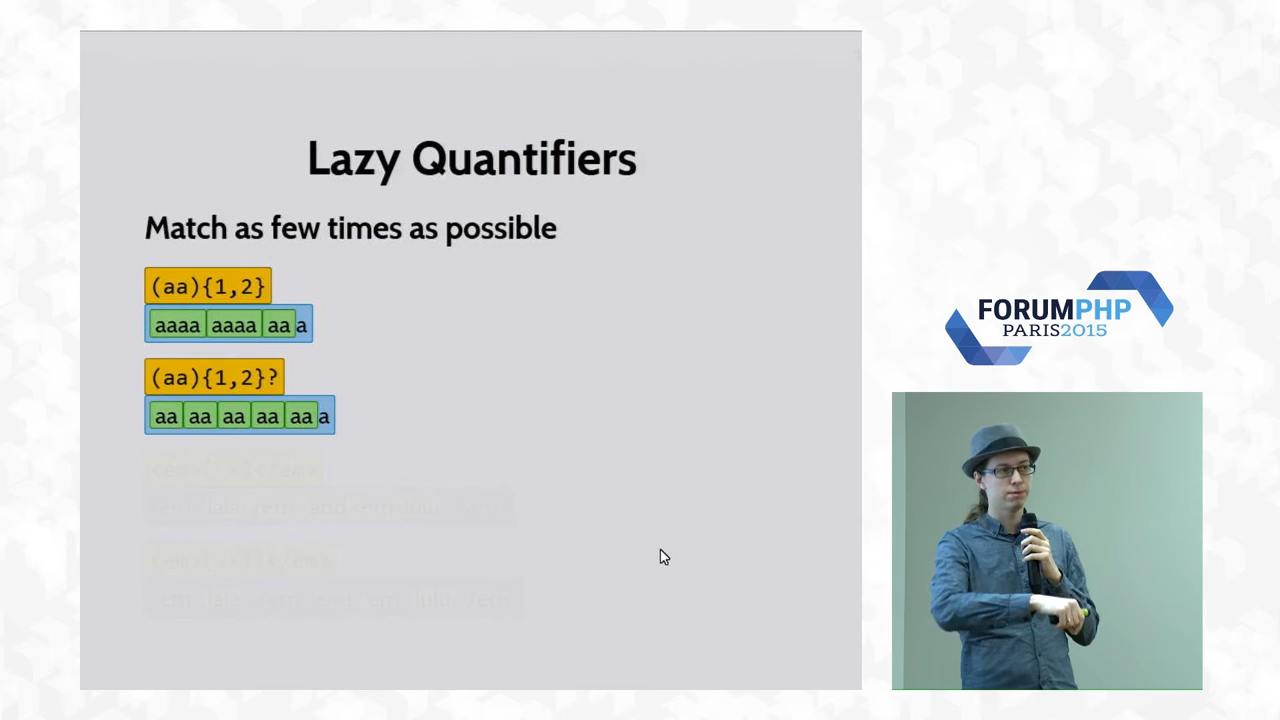 Lazy Quantifiers
Match as few times as possible
(aa){1,2}
aaaa aaaa aa a
(aa){1,2}?
aa aa aa aa aa a
FORUMPHP
PARIS2015